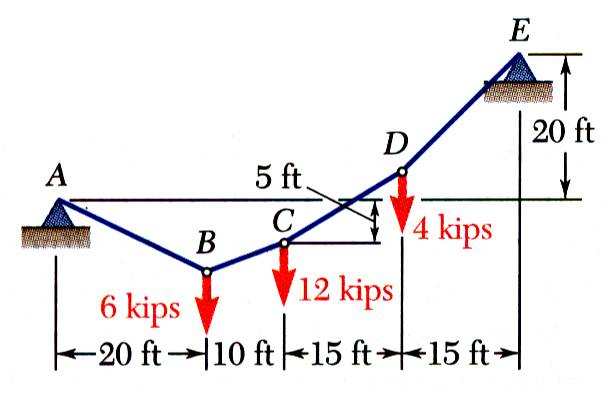 E
20 ft
D
5 ft
A
C
B
4 kips
12 kips
6 kips
20 ft
10 ft
15 ft
15 ft